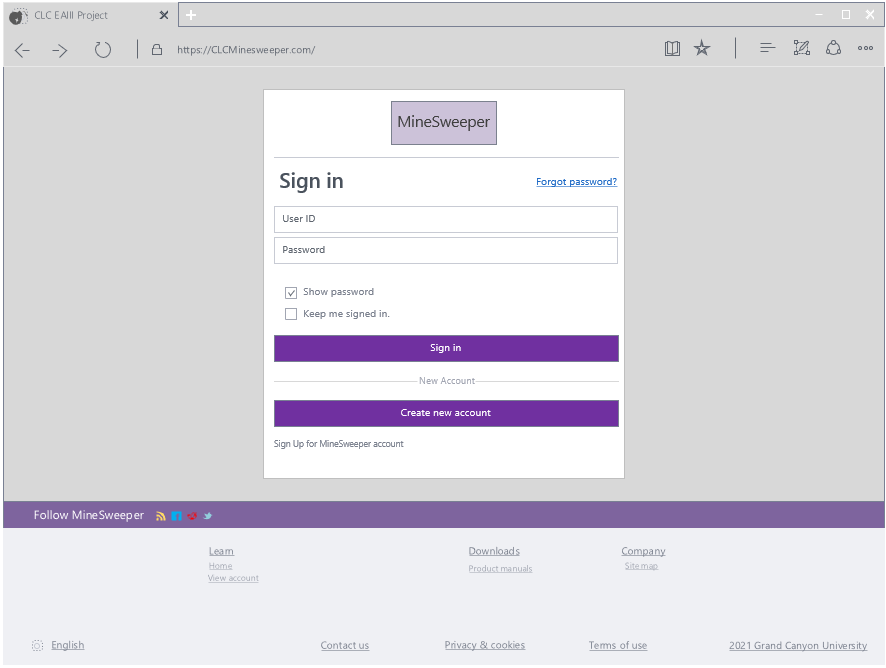 CLC EAIII Project
https://CLCMinesweeper.com/
MineSweeper
Sign in
Forgot password?
User ID
Password
Show password
Keep me signed in.
Sign in
New Account
Create new account
Sign Up for MineSweeper account
Follow MineSweeper
Learn
Downloads
Company
Home
Product manuals
Site map
View account
English
Contact us
Privacy & cookies
Terms of use
2021 Grand Canyon University